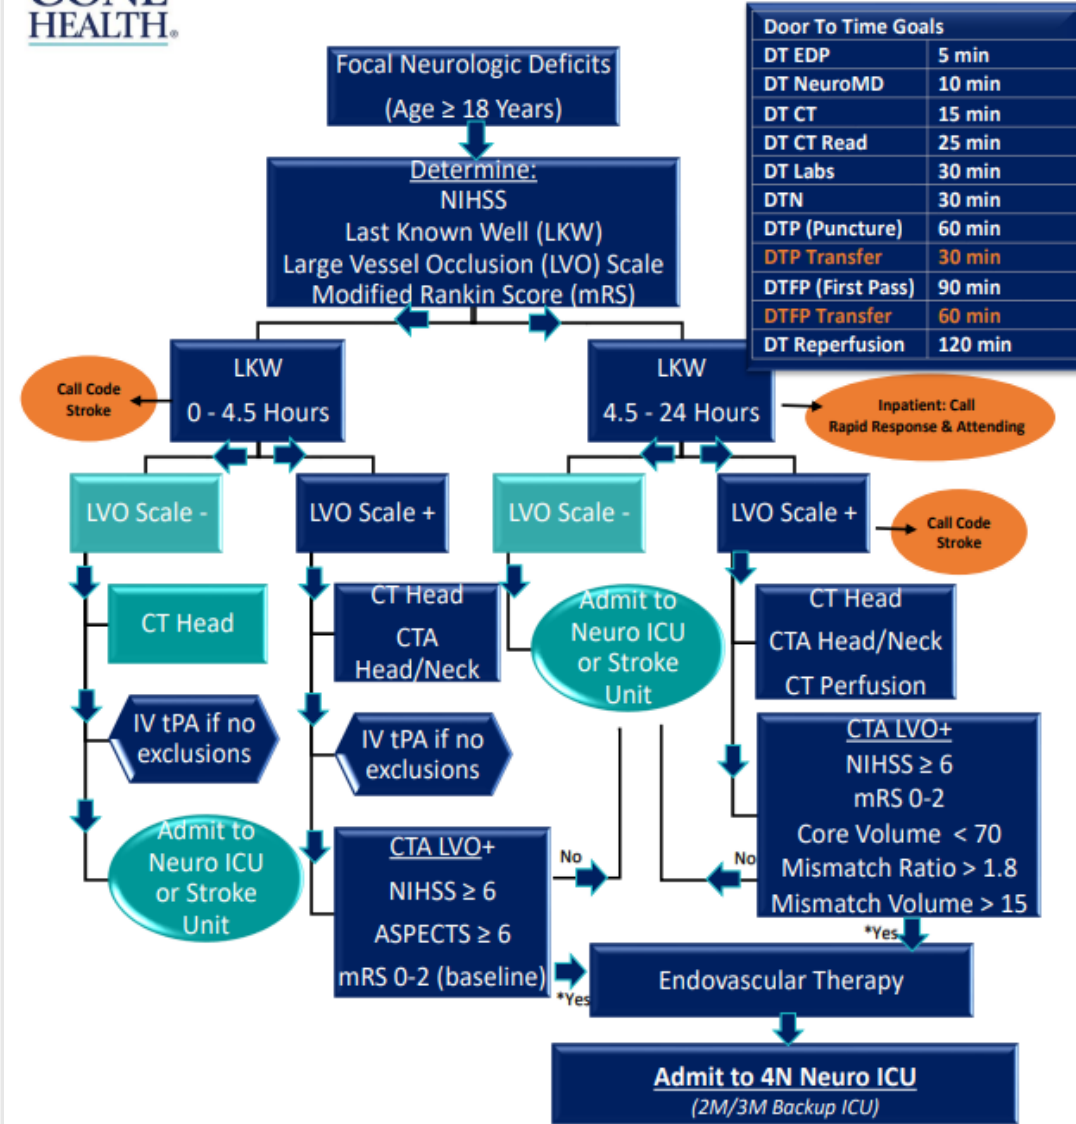 HEALTH®
Door To Time Goals
DT EDP 5 min
DT NeuroMD 10 min
DT CT 15 min
DT CT Read 25 min
DT Labs 30 min
DTN 30 min
DTP (Puncture) 60 min
DTP Transfer 30 min
DTFP (First Pass) 90 min
DTFP Transfer 60 min
DT Reperfusion 120 min
Focal Neurologic Deficits
(Age ≥ 18 Years)
Determine:
NIHSS
Last Known Well (LKW)
Large Vessel Occlusion (LVO) Scale
Modified Rankin Score (mRS)
Call Code
Stroke
LKW
0 - 4.5 Hours
LKW
4.5 - 24 Hours
Inpatient: Call
Rapid Response & Attending
LVO Scale -
LVO Scale +
LVO Scale -
LVO Scale +
Call Code
Stroke
CT Head
CT Head
CTA
Head/Neck
Admit to
Neuro ICU
or Stroke
Unit
CT Head
CTA Head/Neck
CT Perfusion
IV tPA if no
exclusions
IV tPA if no
exclusions
CTA LVO+
NIHSS ≥ 6
mRS 0-2
Core Volume < 70
Mismatch Ratio > 1.8
Mismatch Volume > 15
Admit to
Neuro ICU
or Stroke
Unit
CTA LVO+
NIHSS ≥ 6
ASPECTS ≥ 6
mRS 0-2 (baseline)
No
No
*Yes
*Yes
Endovascular Therapy
Admit to 4N Neuro ICU
(2M/3M Backup ICU)